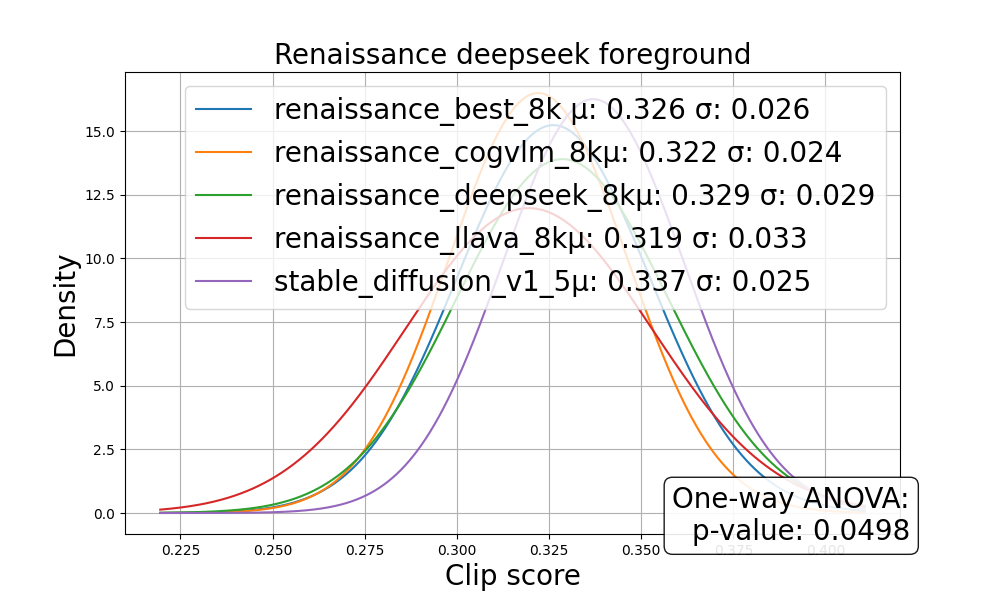 Renaissance deepseek foreground
renaissance_best_8k μ: 0.326 σ: 0.026
renaissance_cogvlm_8kμ: 0.322 σ: 0.024
renaissance_deepseek_8kμ: 0.329 σ: 0.029
renaissance_llava_8kμ: 0.319 σ: 0.033
stable_diffusion_v1_5μ: 0.337 σ: 0.025
15.0
12.5
10.0
7.5
5.0
2.5
0.0
Density
One-way ANOVA:
p-value: 0.0498
0.225 0.250 0.275 0.300 0.325 0.350 0.375 0.400
Clip score